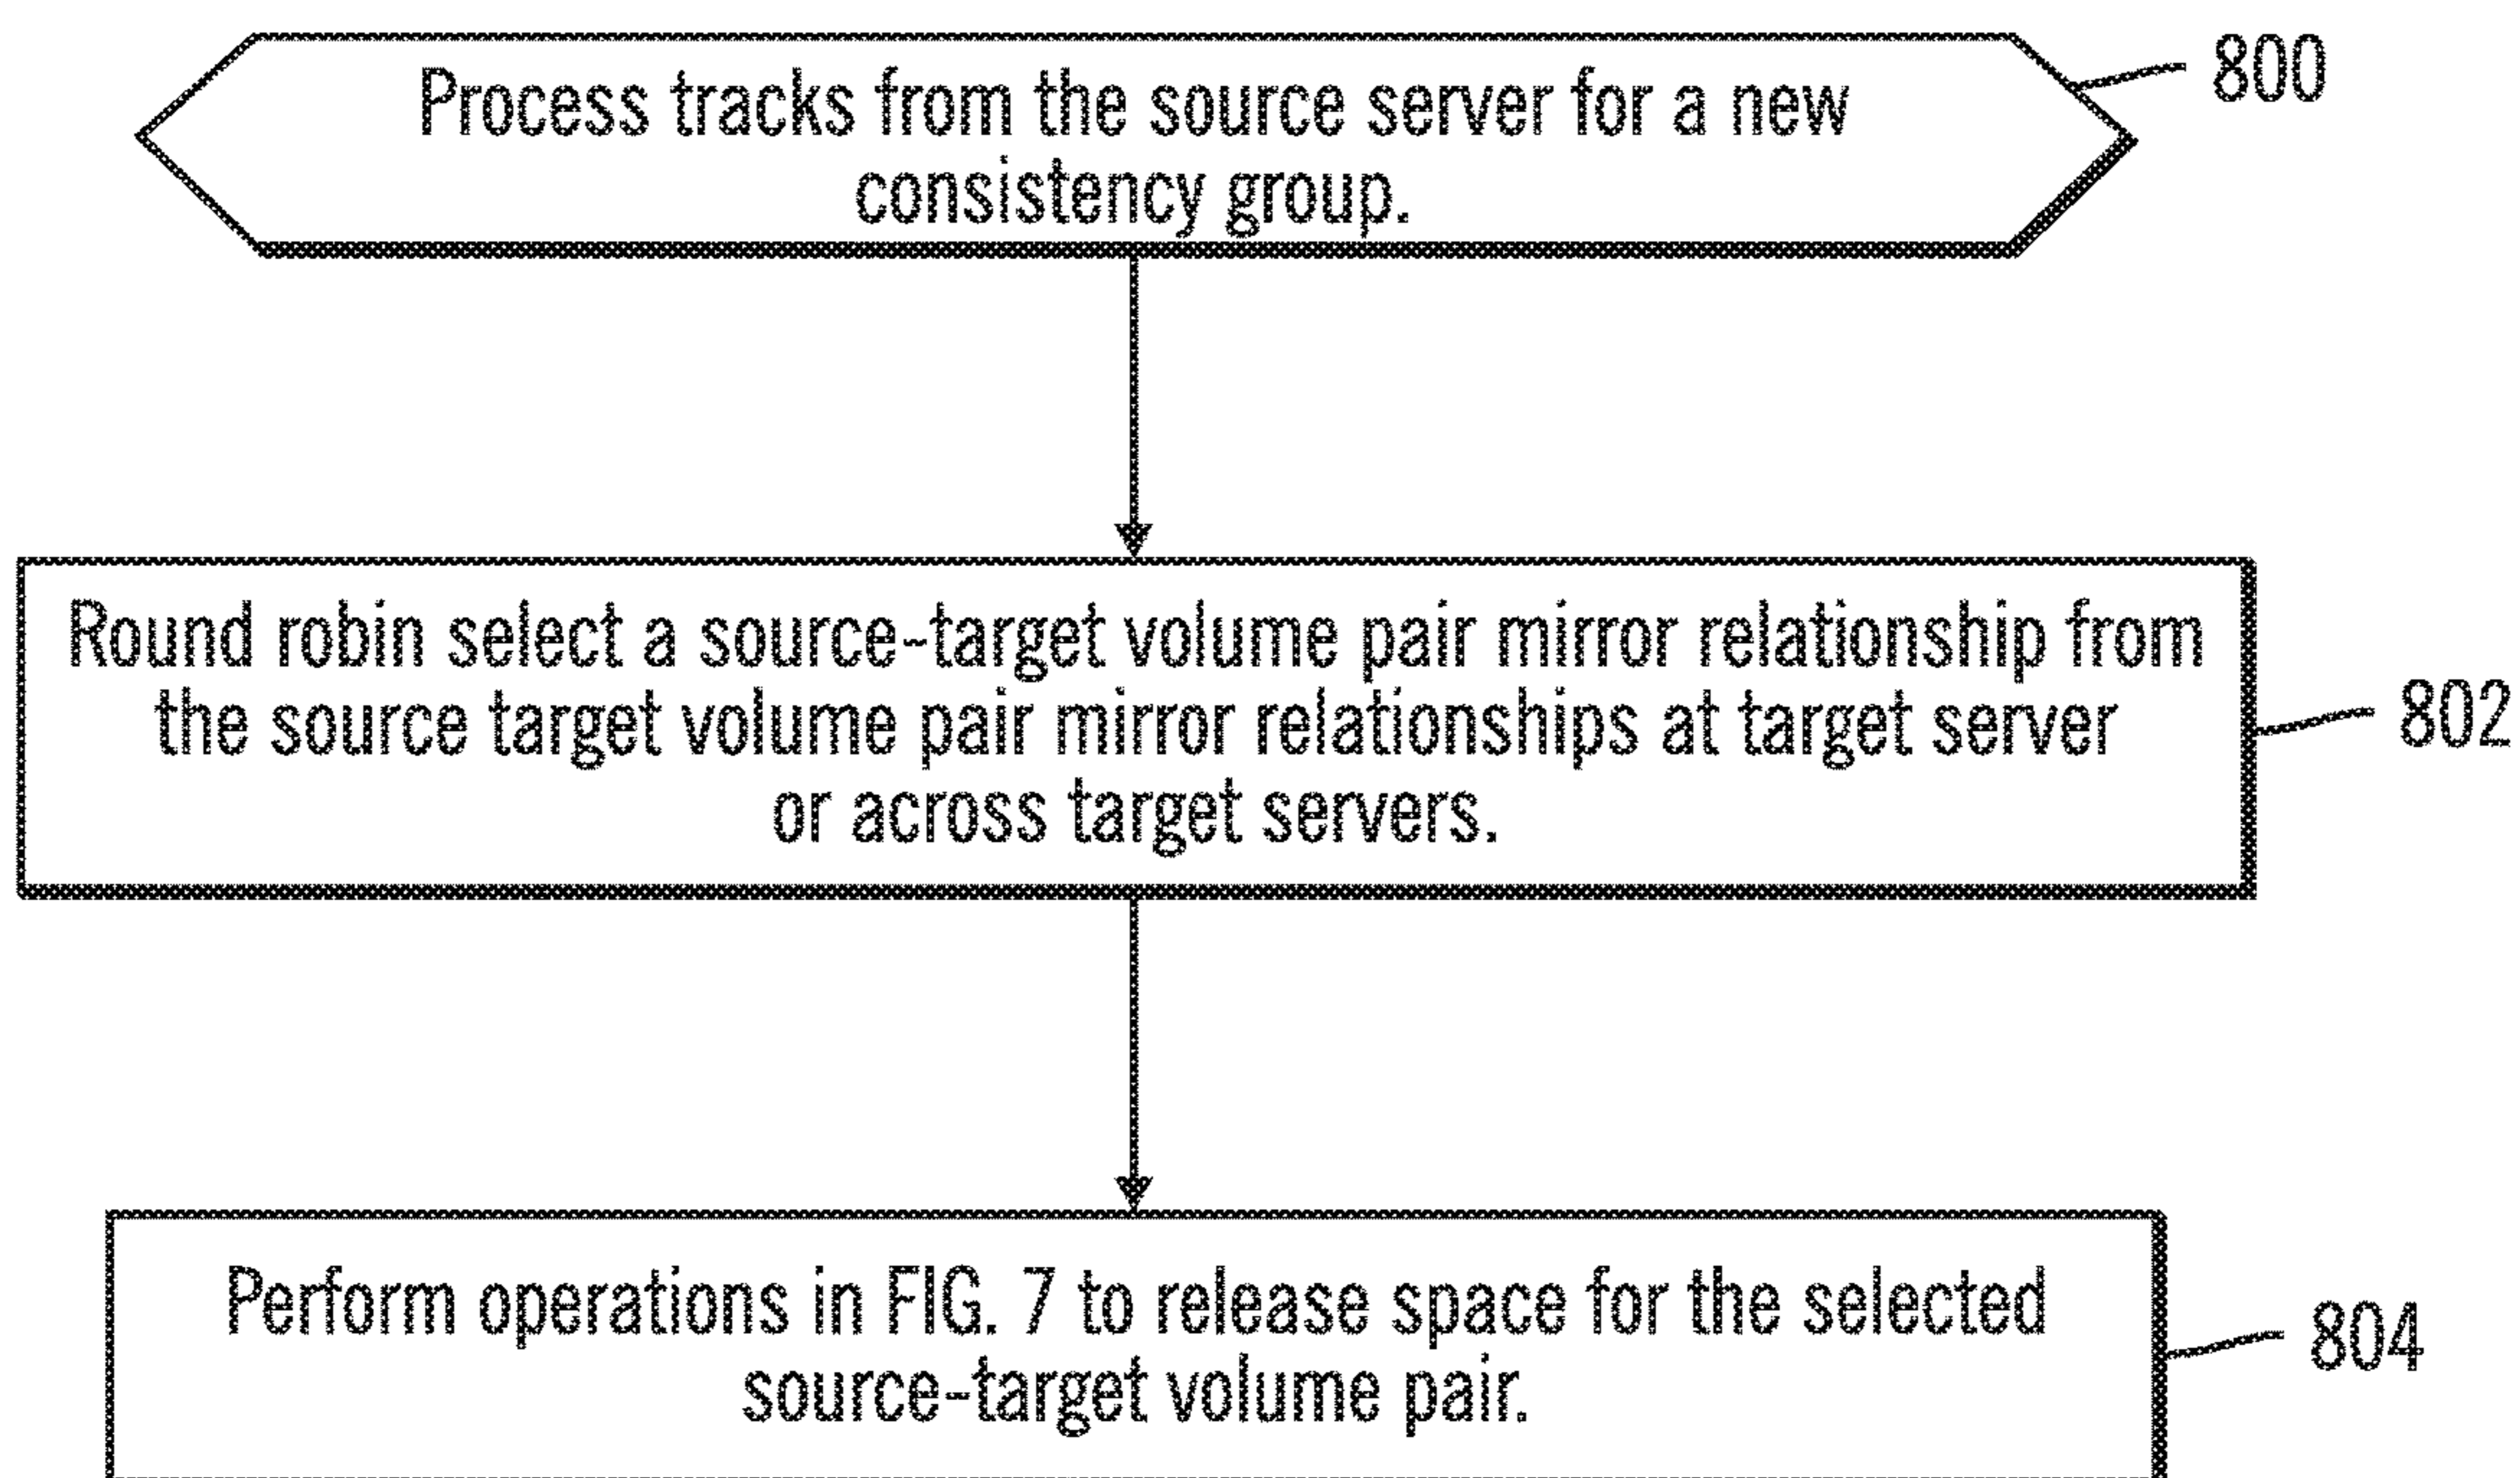 Process tracks from the source server for a new
consistency group.
800
Round robin select a source-target volume pair mirror relationship from
the source target volume pair mirror relationships at target server
or across target servers.
802
Perform operations in FIG. 7 to release space for the selected
source-target volume pair.
804